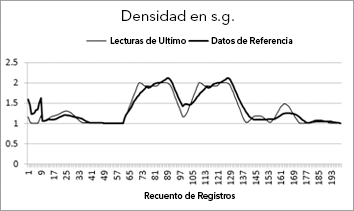 Densidad en s.g.
Lecturas de Ultimo Datos de Referencia
2.5
2
1.5
1
0.5
0
1 9 17 25 33 41 49 57 65 73 81 89 97 105 113 121 129 137 145 153 161 169 177 185 193
Recuento de Registros